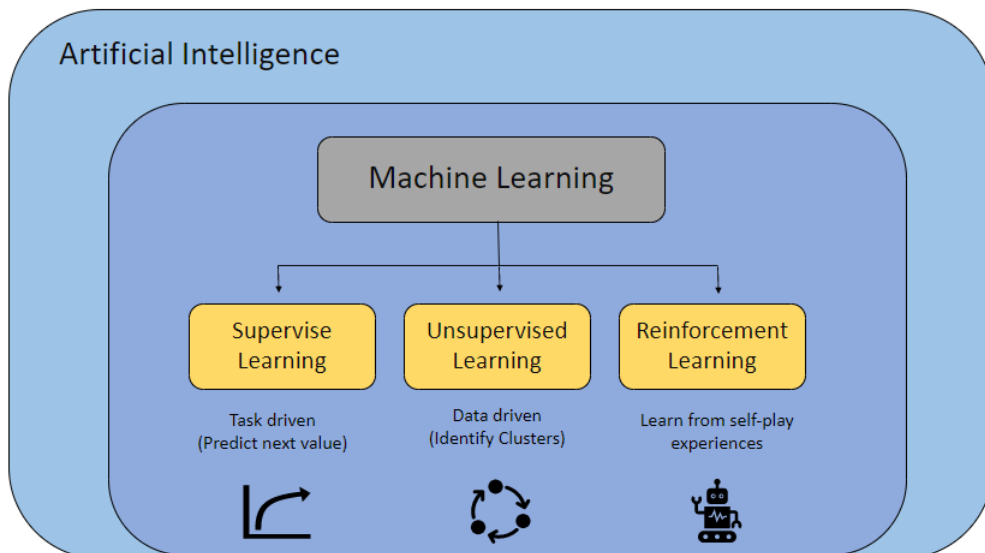 Artificial Intelligence
Machine Learning
Supervise
Learning
Unsupervised
Learning
Reinforcement
Learning
Task driven
(Predict next value)
Data driven
(Identify Clusters)
Learn from self-play
experiences